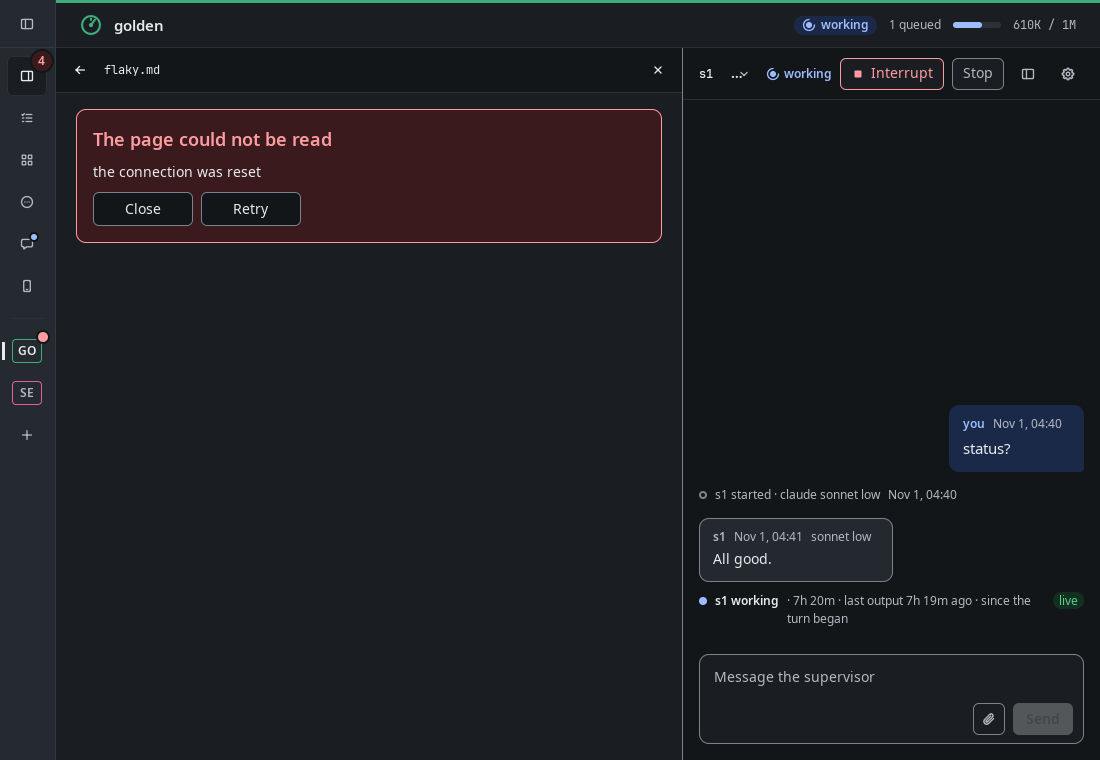 golden
working
1 queued
610K / 1M
4
flaky.md
s1
...
working
Interrupt
Stop
The page could not be read
the connection was reset
Close
Retry
GO
SE
you Nov 1, 04:40
status?
s1 started · claude sonnet low Nov 1, 04:40
s1 Nov 1, 04:41 sonnet low
All good.
s1 working · 7h 20m · last output 7h 19m ago · since the
turn began
live
Message the supervisor
Send